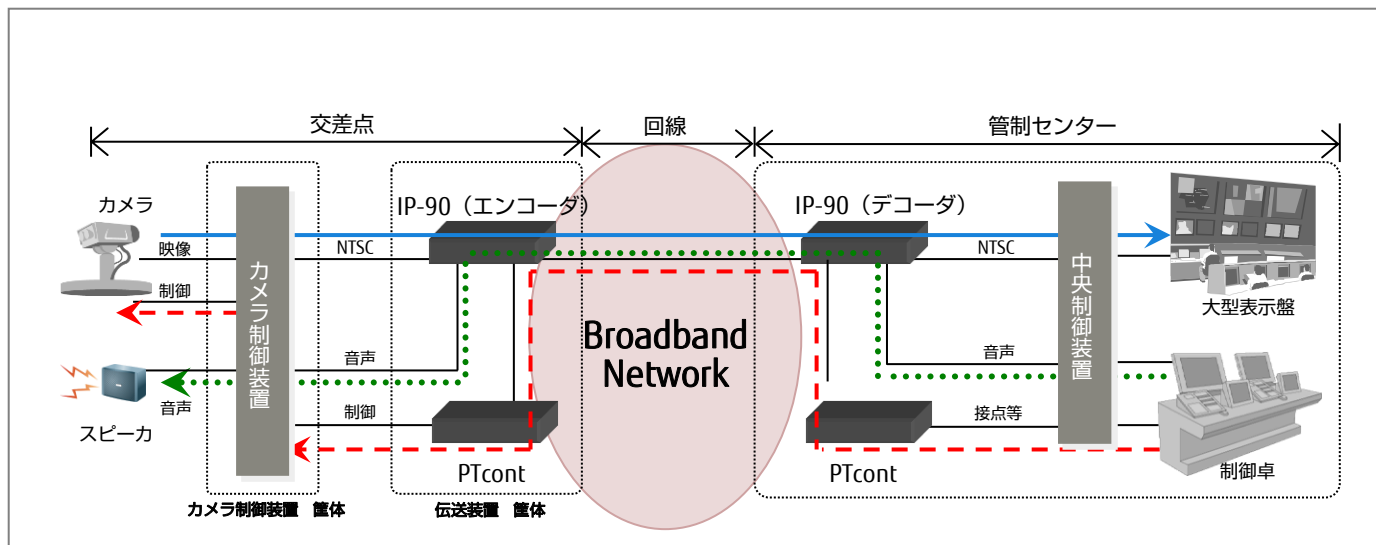 交差点
回線
管制センター
カメラ
IP-90（エンコーダ）
IP-90（デコーダ）
映像
NTSC
NTSC
制御
カメラ制御装置
中央制御装置
大型表示盤
Broadband
Network
音声
音声
音声
スピーカ
制御
接点等
PTcont
PTcont
制御卓
カメラ制御装置　筐体
伝送装置　筐体